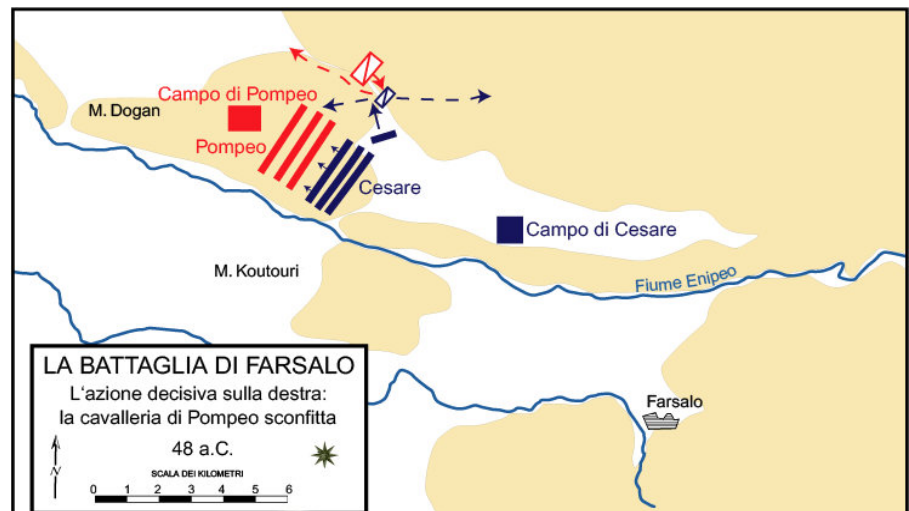 Campo di Pompeo
M. Dogan
Pompeo
Cesare
Campo di Cesare
M. Koutouri
Fiume Enipeo
Farsalo
LA BATTAGLIA DI FARSALO
L'azione decisiva sulla destra:
la cavalleria di Pompeo sconfitta
48 a.C.
N
SCALA DEI KILOMETRI
0 1 2 3 4 5 6